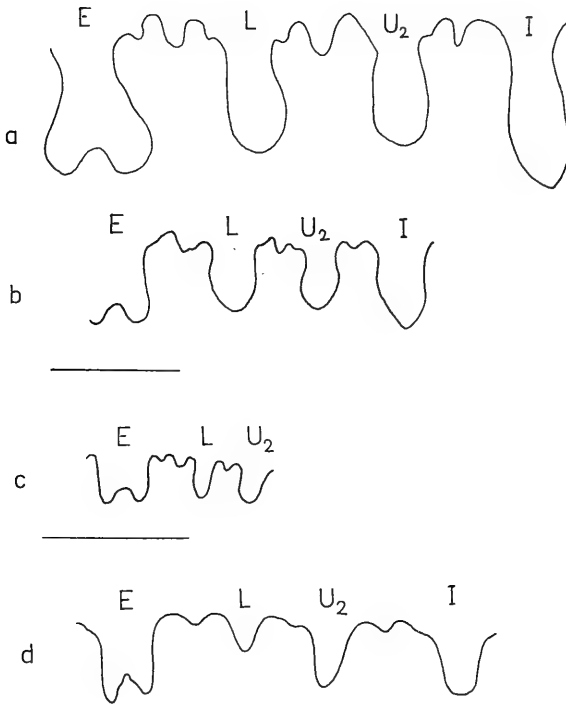 E L U₂ I
a
E L U₂ I
b
E L U₂
c
E L U₂ I
d